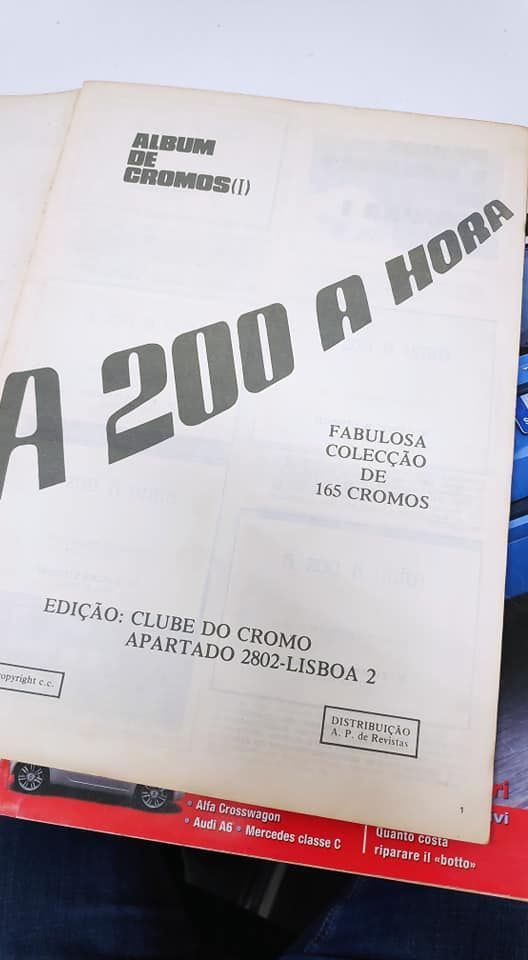 ALBUM
DE
CROMOS(I)
A 200 A HORA
FABULOSA
COLECÇÃO
DE
165 CROMOS
EDIÇÃO: CLUBE DO CROMO
APARTADO 2802-LISBOA 2
copyright c.c.
DISTRIBUIÇÃO
A. P. de Revistas
1
• Alfa Crosswagon
• Audi A6 • Mercedes classe C
Quanto costa
riparare il «botto»